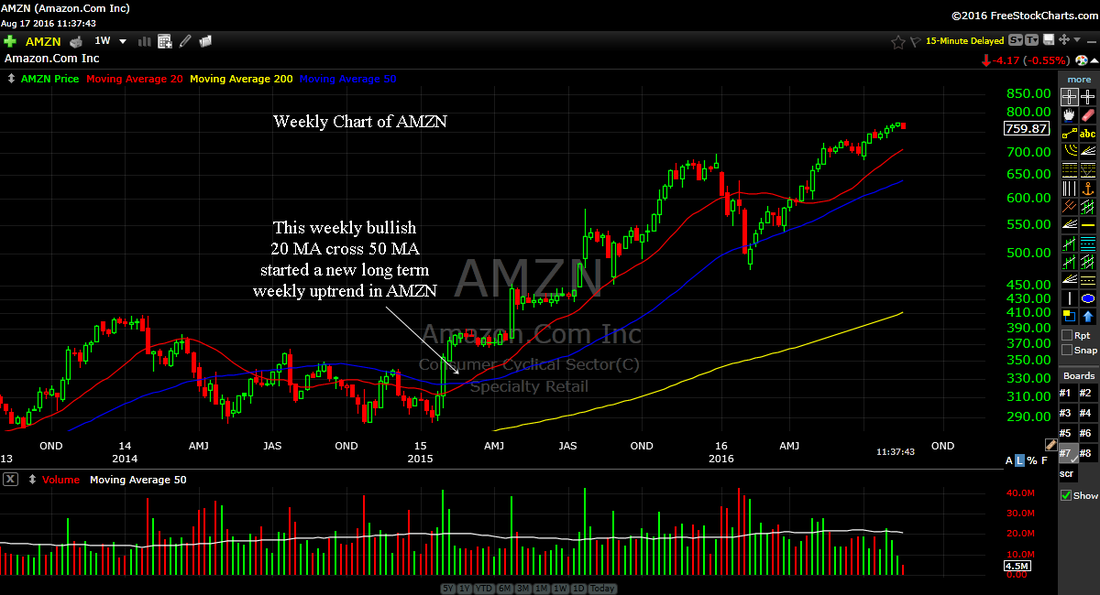 AMZN (Amazon.Com Inc)
Aug 17 2016 11:37:43
©2016 FreeStockCharts.com
AMZN 1W 15-Minute Delayed S T
Amazon.Com Inc -4.17 (-0.55%)
AMZN Price Moving Average 20 Moving Average 200 Moving Average 50
more
Weekly Chart of AMZN
This weekly bullish
20 MA cross 50 MA
started a new long term
weekly uptrend in AMZN
AMZN
Amazon.Com Inc
Consumer Cyclical Sector(C)
Specialty Retail
850.00
800.00
759.87
700.00
650.00
600.00
550.00
500.00
450.00
430.00
410.00
390.00
370.00
350.00
330.00
310.00
290.00
abc
Rpt
Snap
Boards
#1 #2
#3 #4
#5 #6
#7 #8
scr
Show
OND 14 AMJ JAS OND 15 AMJ JAS OND 16 AMJ OND
13 2014 2015 2016
11:37:43
A L % F
X Volume Moving Average 50
40.0M
30.0M
20.0M
10.0M
4.5M
0.00
5Y 1Y YTD 6M 3M 1M 1W 1D Today